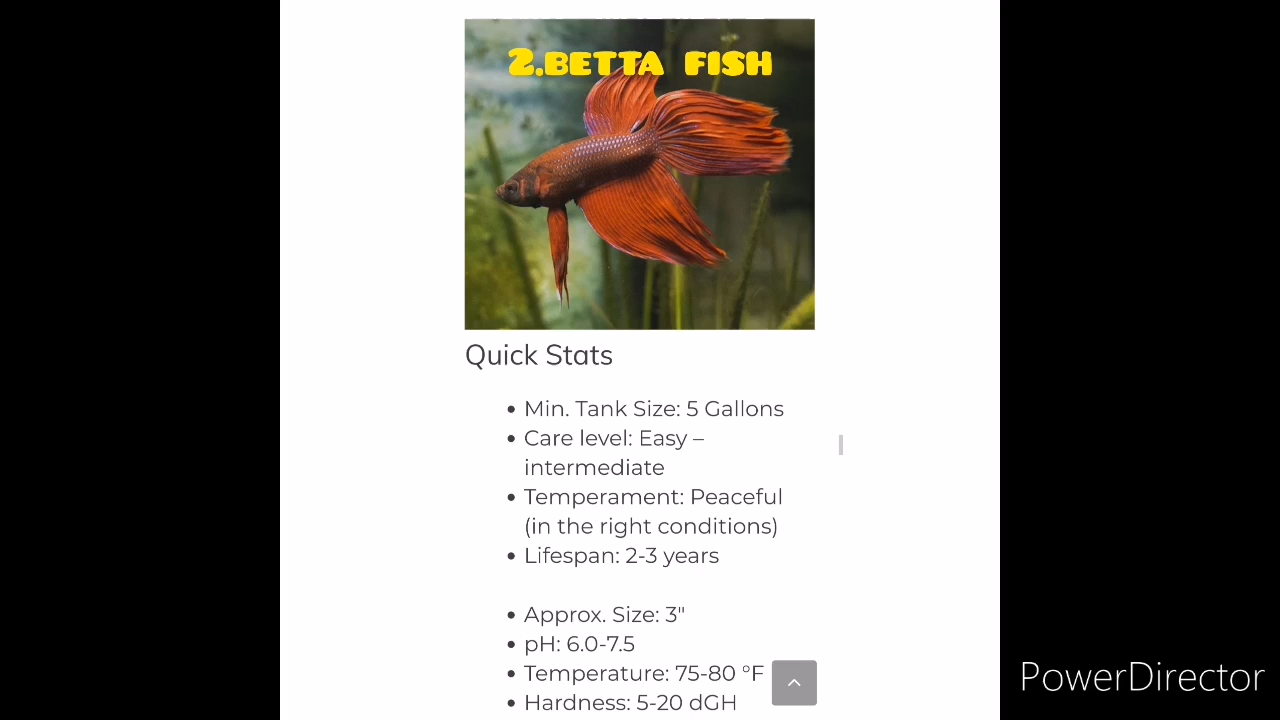 2.BETTA FISH
Quick Stats
• Min. Tank Size: 5 Gallons
• Care level: Easy –
intermediate
• Temperament: Peaceful
(in the right conditions)
• Lifespan: 2-3 years
• Approx. Size: 3"
• pH: 6.0-7.5
• Temperature: 75-80 °F
• Hardness: 5-20 dGH
PowerDirector